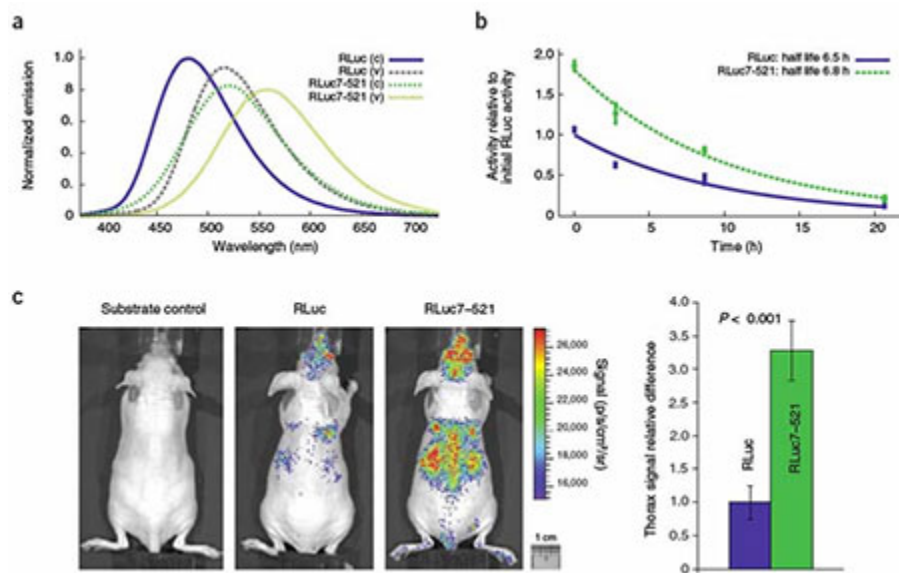 a
RLuc (c)
RLuc (v)
RLuc7-521 (c)
RLuc7-521 (v)
Normalized emission
1.0
8
0.
0.
0.
0
400 450 500 550 600 650 700
Wavelength (nm)
b
RLuc: half life 6.5 h
RLuc7-521: half life 6.8 h
Activity relative to
initial RLuc activity
2.0
1.5
1.0
0.5
0
0 5 10 15 20
Time (h)
c
Substrate control
RLuc
RLuc7-521
26,000
24,000
22,000
20,000
18,000
16,000
Signal (p/s/cm²/sr)
1 cm
Thorax signal relative difference
4.0
3.5
3.0
2.5
2.0
1.5
1.0
0.5
0
P < 0.001
RLuc
RLuc7-521